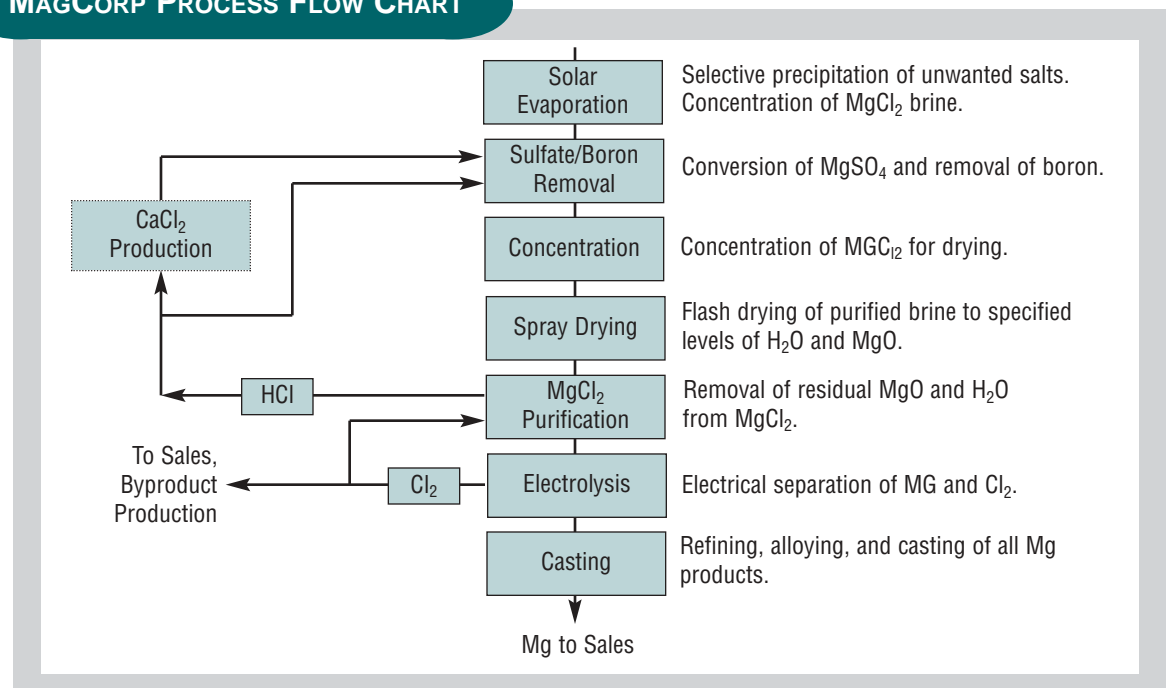 MAGCORP PROCESS FLOW CHART
Solar
Evaporation
Selective precipitation of unwanted salts.
Concentration of MgCl₂ brine.
Sulfate/Boron
Removal
Conversion of MgSO₄ and removal of boron.
CaCl₂
Production
Concentration
Concentration of MGCl₂ for drying.
Spray Drying
Flash drying of purified brine to specified
levels of H₂O and MgO.
HCl
MgCl₂
Purification
Removal of residual MgO and H₂O
from MgCl₂.
To Sales,
Byproduct
Production
Cl₂
Electrolysis
Electrical separation of MG and Cl₂.
Casting
Refining, alloying, and casting of all Mg
products.
Mg to Sales